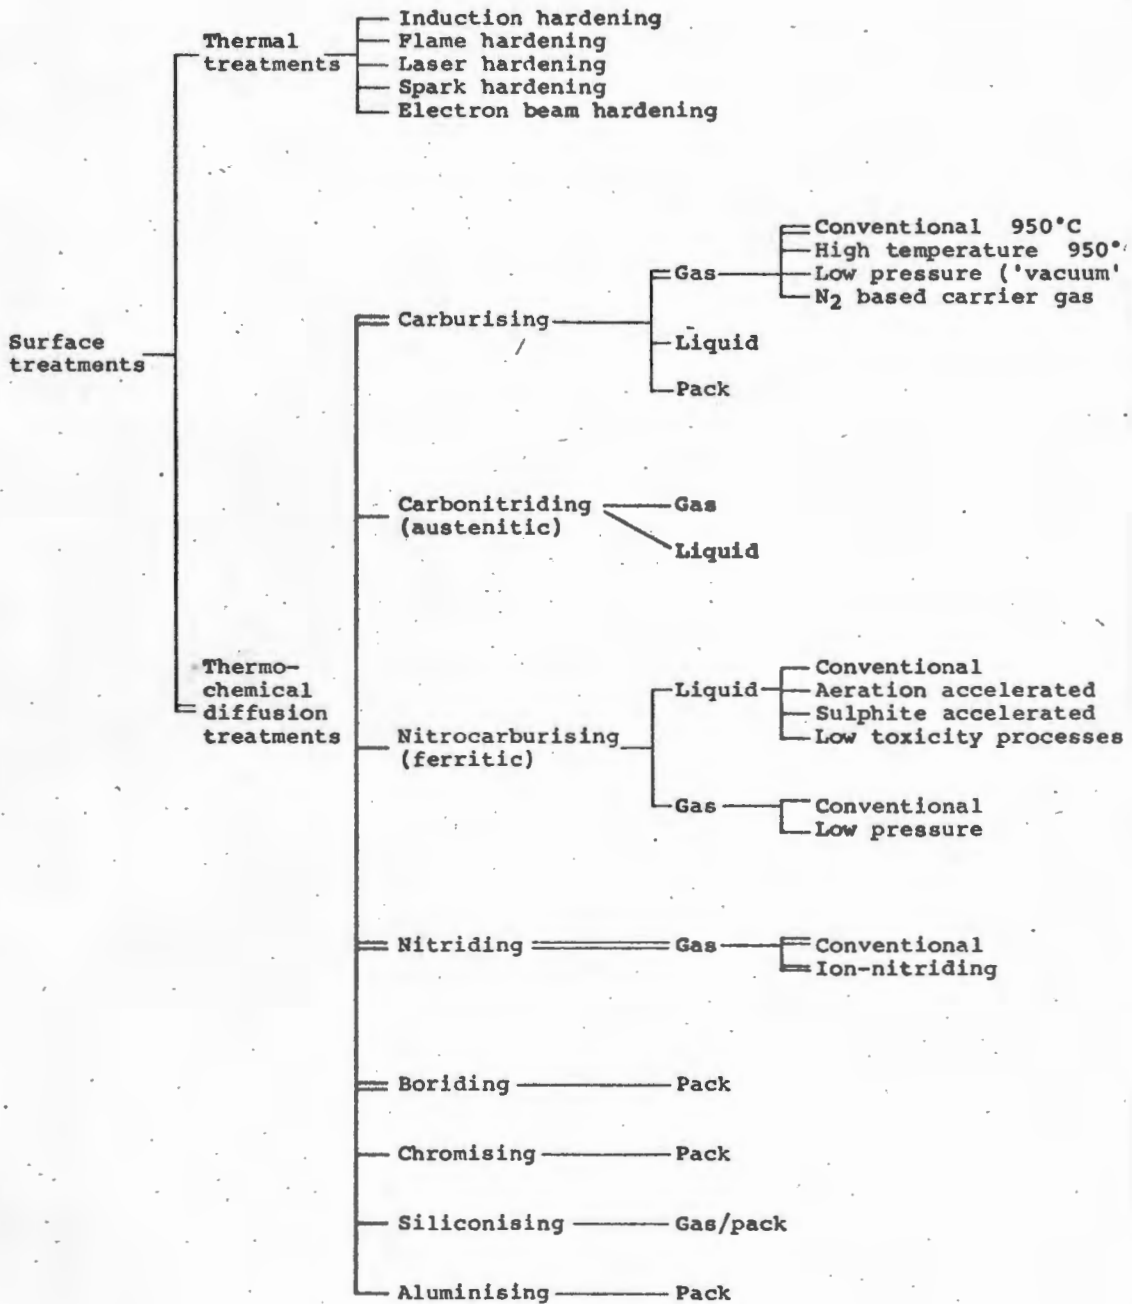 Induction hardening
Thermal
treatments
Flame hardening
Laser hardening
Spark hardening
Electron beam hardening
Surface
treatments
Thermo-
chemical
diffusion
treatments
Carburising
Gas
Conventional 950°C
High temperature 950°
Low pressure ('vacuum'
N₂ based carrier gas
Liquid
Pack
Carbonitriding
(austenitic)
Gas
Liquid
Nitrocarburising
(ferritic)
Liquid
Conventional
Aeration accelerated
Sulphite accelerated
Low toxicity processes
Gas
Conventional
Low pressure
Nitriding
Gas
Conventional
Ion-nitriding
Boriding
Pack
Chromising
Pack
Siliconising
Gas/pack
Aluminising
Pack